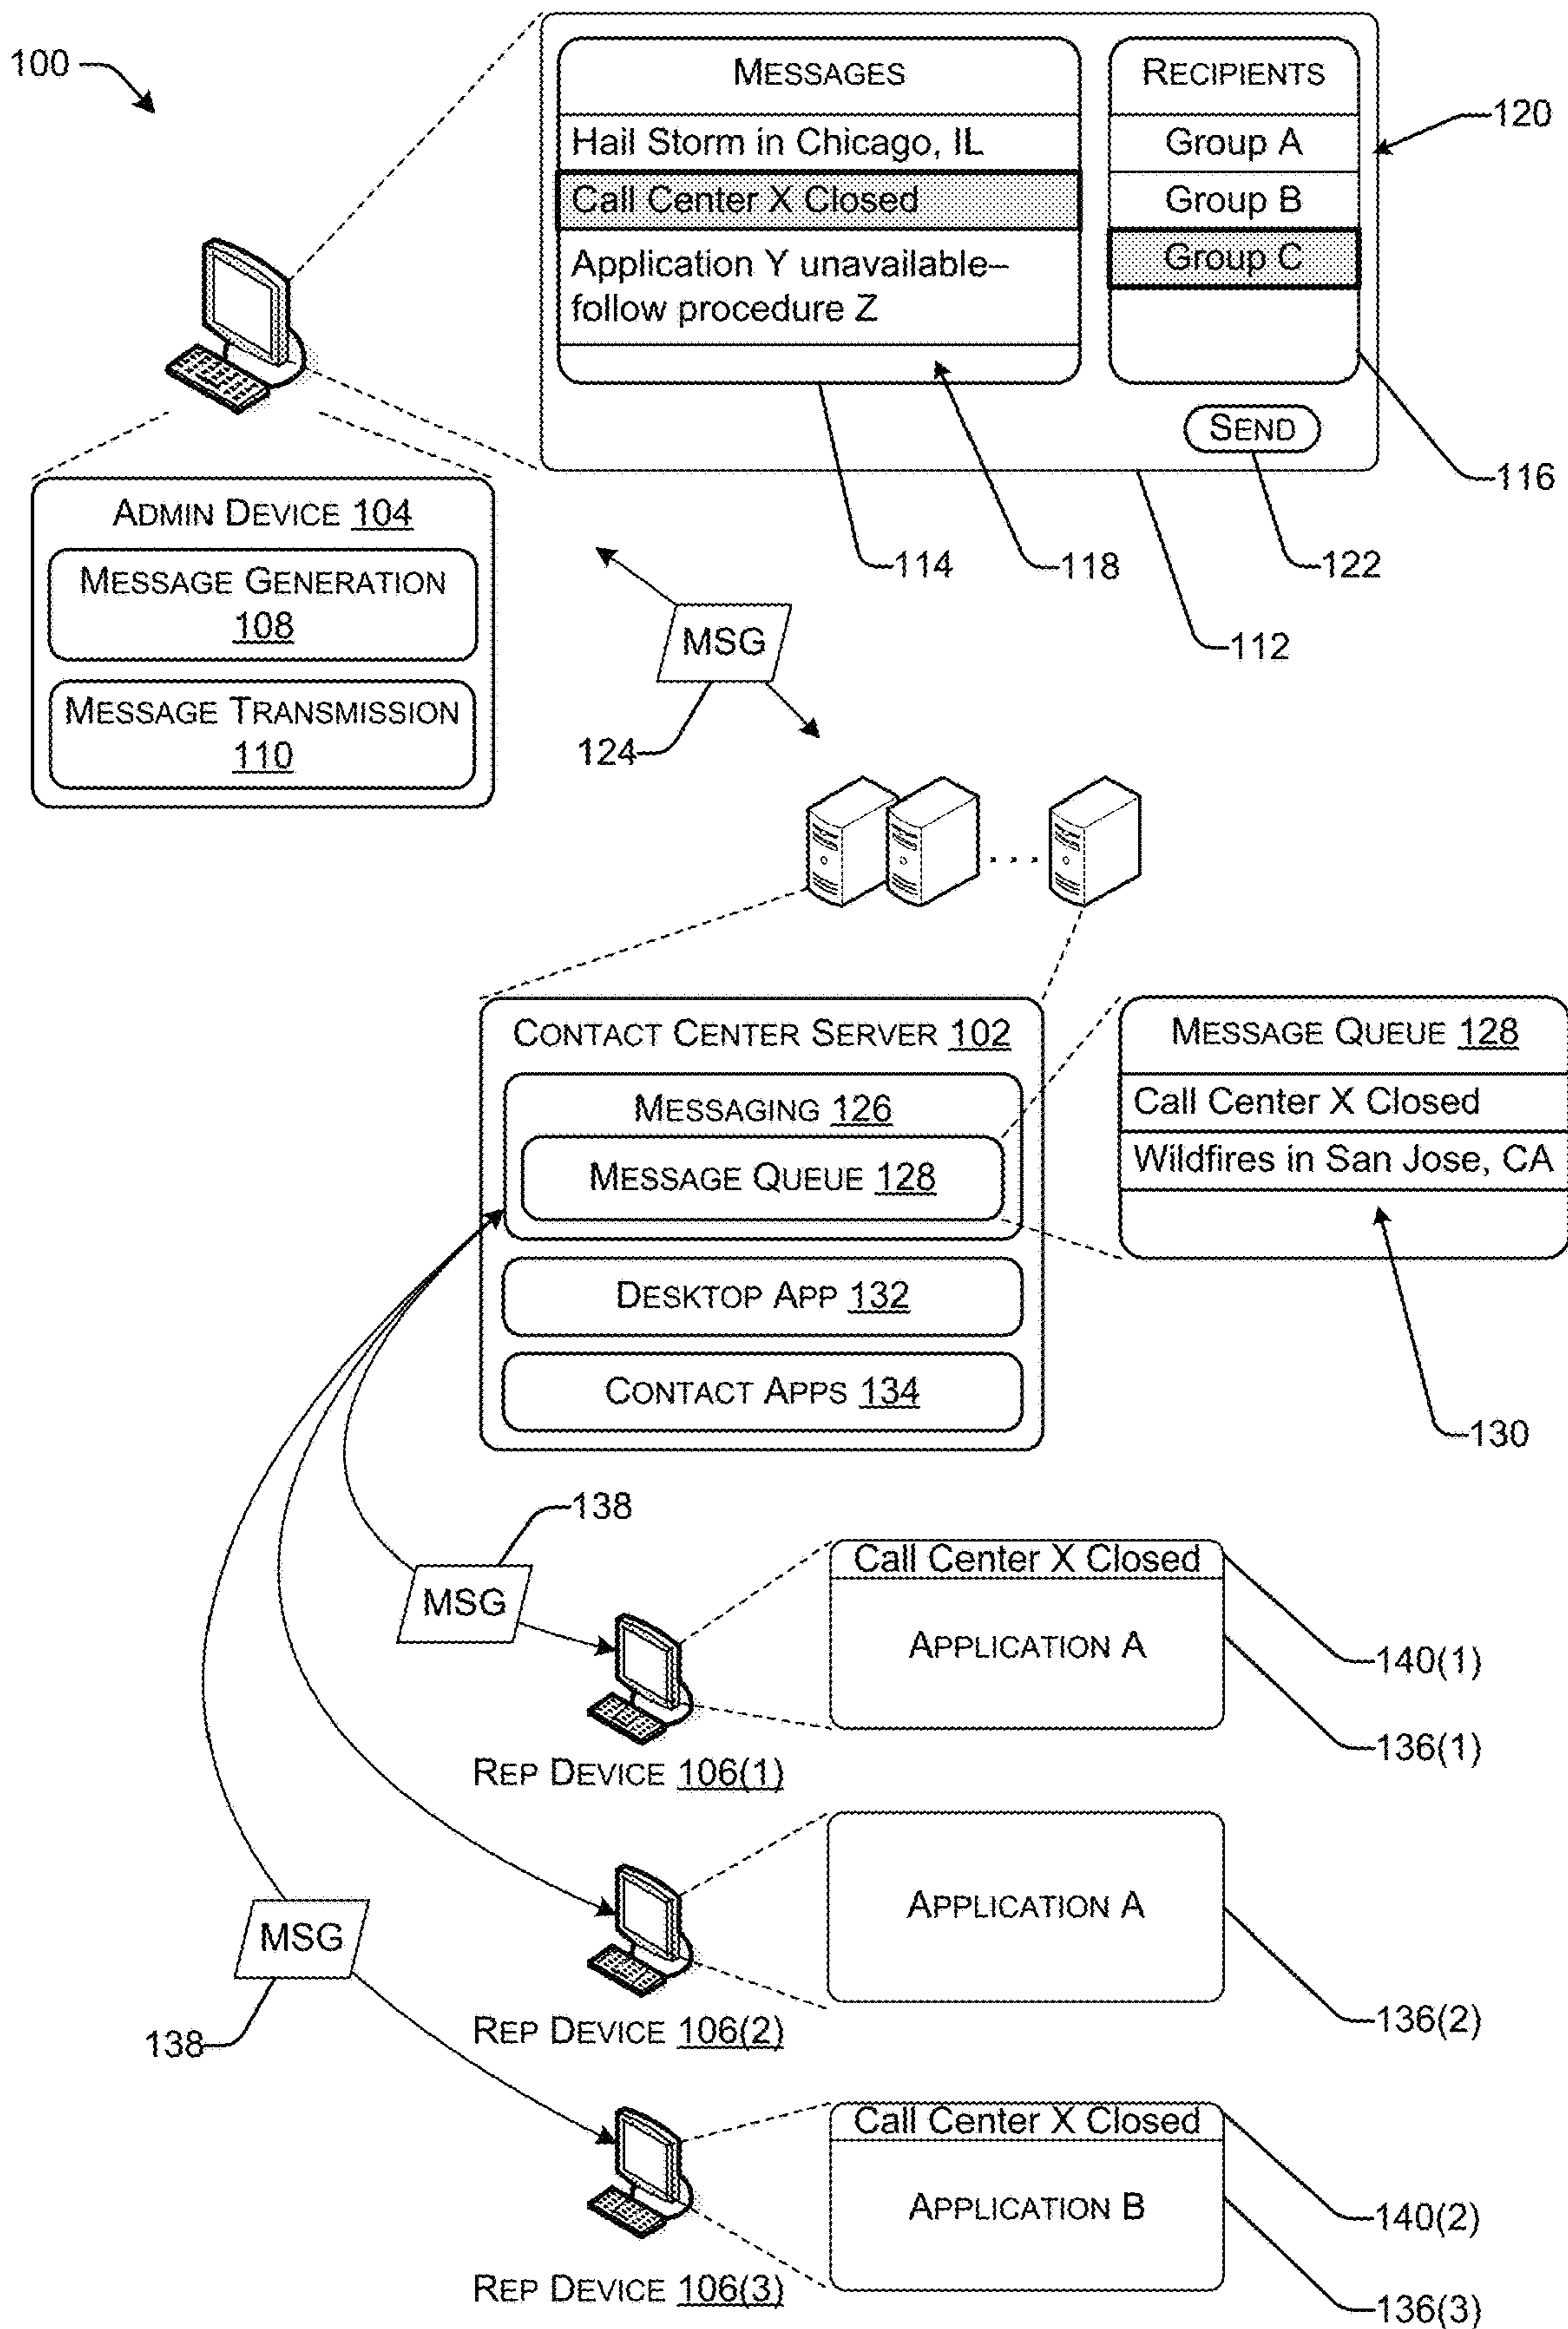 100
MESSAGES
Hail Storm in Chicago, IL
Call Center X Closed
Application Y unavailable–
follow procedure Z
RECIPIENTS
Group A
Group B
Group C
SEND
120
116
114
118
122
112
ADMIN DEVICE 104
MESSAGE GENERATION
108
MESSAGE TRANSMISSION
110
MSG
124
. . .
CONTACT CENTER SERVER 102
MESSAGING 126
MESSAGE QUEUE 128
DESKTOP APP 132
CONTACT APPS 134
MESSAGE QUEUE 128
Call Center X Closed
Wildfires in San Jose, CA
130
138
MSG
Call Center X Closed
APPLICATION A
140(1)
136(1)
REP DEVICE 106(1)
APPLICATION A
136(2)
REP DEVICE 106(2)
MSG
138
Call Center X Closed
APPLICATION B
140(2)
136(3)
REP DEVICE 106(3)